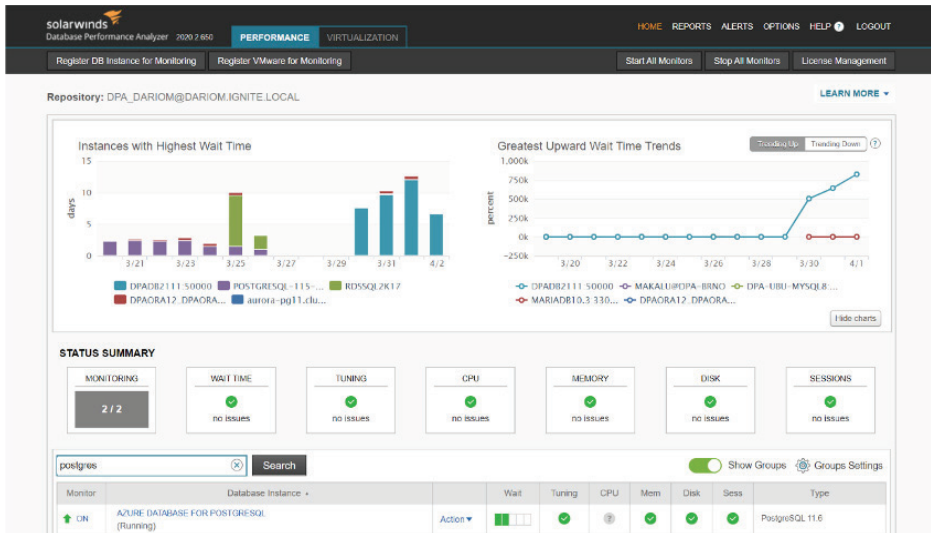 solarwinds
Database Performance Analyzer 2020.2.650
PERFORMANCE VIRTUALIZATION
HOME REPORTS ALERTS OPTIONS HELP ? LOGOUT
Register DB Instance for Monitoring Register VMware for Monitoring Start All Monitors Stop All Monitors License Management
Repository: DPA_DARIOM@DARIOM.IGNITE.LOCAL LEARN MORE
Instances with Highest Wait Time
15
10
5
0
days
3/21 3/23 3/25 3/27 3/29 3/31 4/2
DPADB2111:50000 POSTGRESQL-115-... RDSSQL2K17
DPAORA12_DPAORA... aurora-pg11.clu...
Greatest Upward Wait Time Trends
Trending Up Trending Down ?
1,000k
750k
500k
250k
0k
-250k
percent
3/20 3/22 3/24 3/26 3/28 3/30 4/1
DPADB2111:50000 MAKALU@DPA-BRNO DPA-UBU-MYSQL8:...
MARIADB10.3:330... DPAORA12_DPAORA...
Hide charts
STATUS SUMMARY
MONITORING WAIT TIME TUNING CPU MEMORY DISK SESSIONS
2 / 2 no issues no issues no issues no issues no issues no issues
postgres Search Show Groups Groups Settings
Monitor Database Instance Wait Tuning CPU Mem Disk Sess Type
ON AZURE DATABASE FOR POSTGRESQL Action ? PostgreSQL 11.6
(Running)